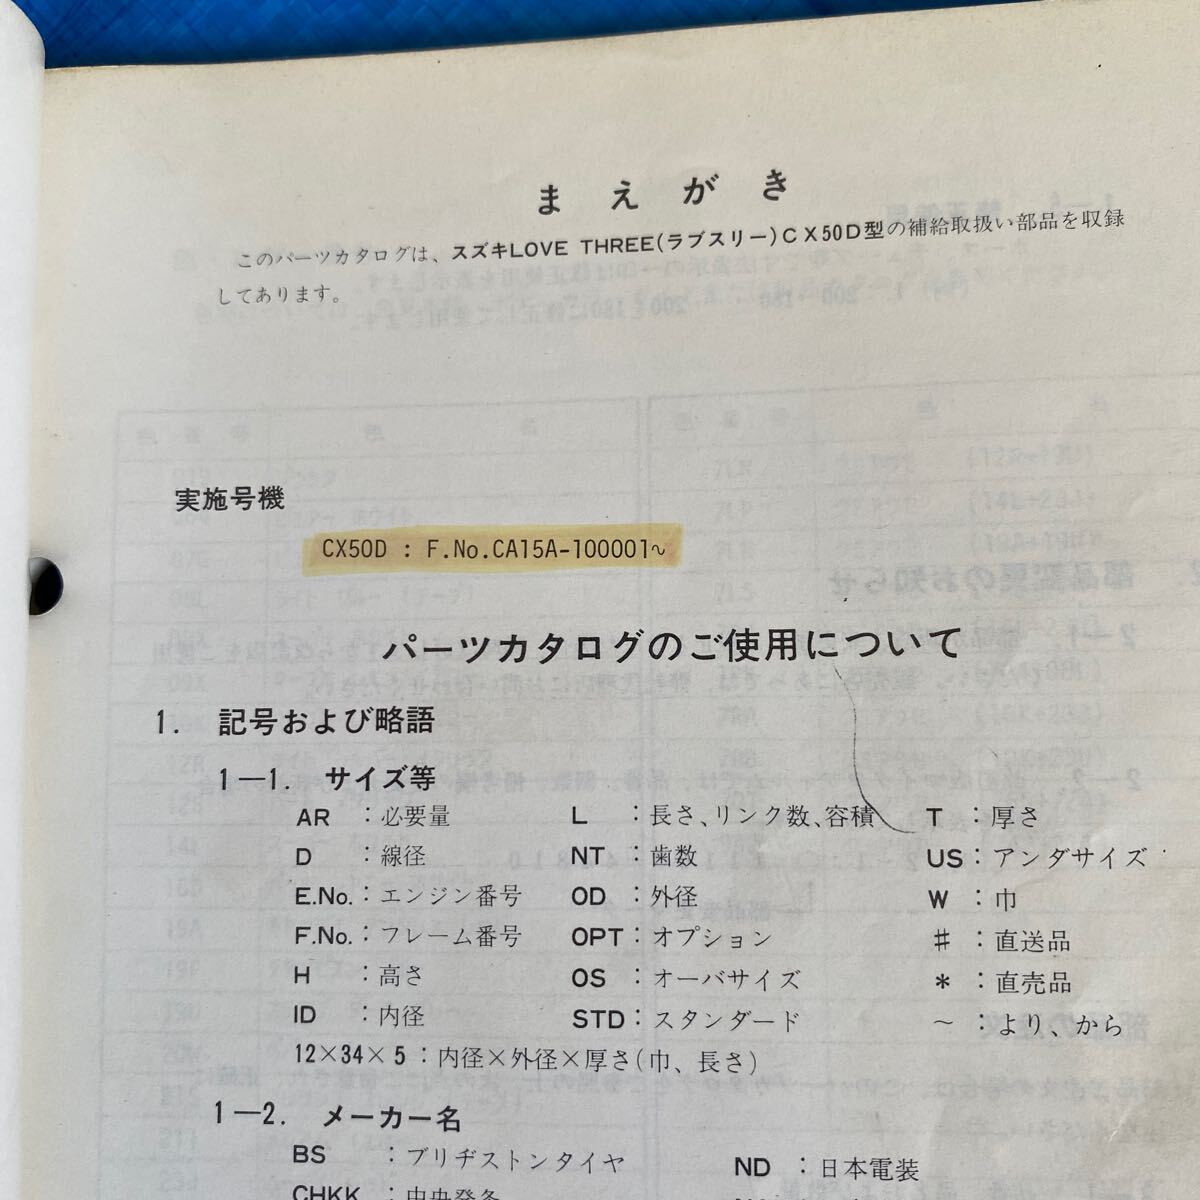 まえがき
このパーツカタログは、スズキLOVE THREE(ラブスリー)CX50D型の補給取扱い部品を収録
してあります。
実施号機
CX50D : F.No.CA15A-100001~
パーツカタログのご使用について
1. 記号および略語
1—1. サイズ等
AR :必要量 L :長さ、リンク数、容積 T :厚さ
D :線径 NT :歯数 US:アンダサイズ
E.No.:エンジン番号 OD :外径 W :巾
F.No.:フレーム番号 OPT:オプション # :直送品
H :高さ OS :オーバサイズ * :直売品
ID :内径 STD:スタンダード ~ :より、から
12×34×5:内径×外径×厚さ(巾、長さ)
1—2. メーカー名
BS :ブリヂストンタイヤ ND :日本電装
CHKK :中央発条